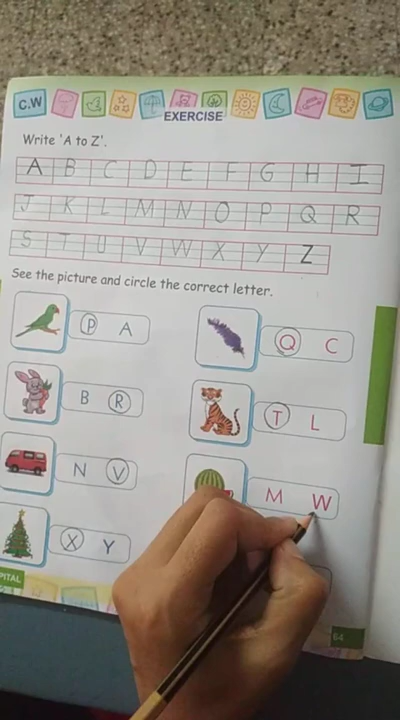 C.W
EXERCISE
Write 'A to Z'.
A B C D E F G H I
J K L M N O P Q R
S T U V W X Y Z
See the picture and circle the correct letter.
P A
Q C
B R
T L
N V
M W
X Y
PITAL
64